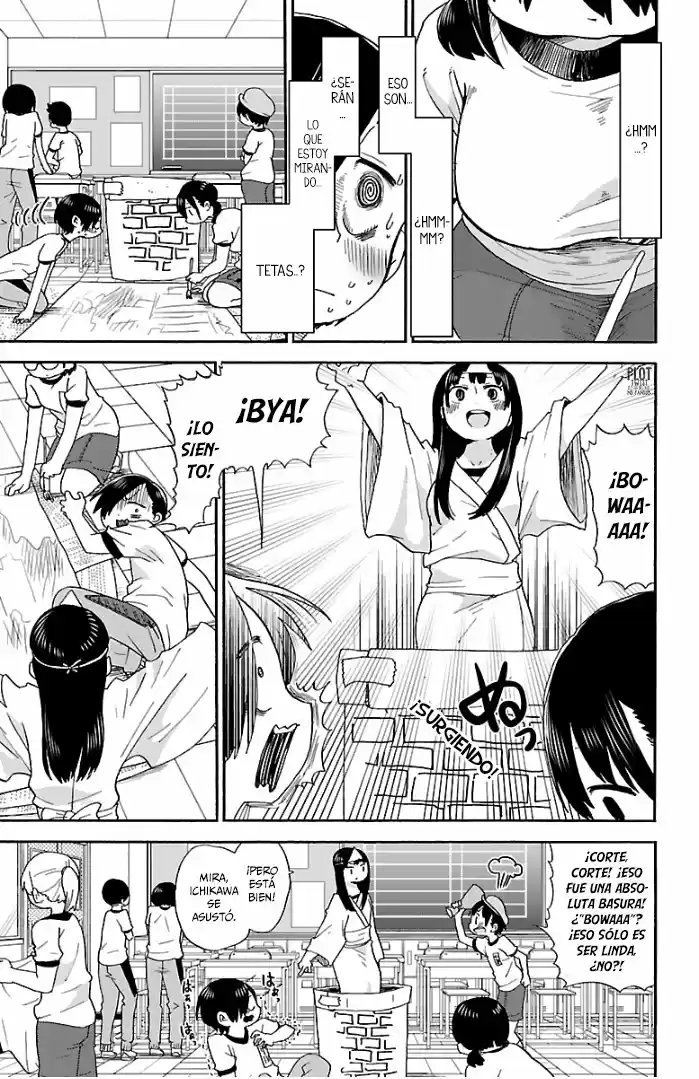 ¿HMM
...?
¿HMM-
MM?
ESO
SON...
¿SE-
RÁN
...
LO
QUE
ESTOY
MIRAN-
DO...
TETAS..?
PLOT
¡BO-
WAA-
AAA!
¡BYA!
¡LO
SIEN-
TO!
ぬっ
¡SURGIENDO!
¡CORTE,
CORTE! ¡ESO
FUE UNA ABSO-
LUTA BASURA!
¿"BOWAAA"?
¡ESO SÓLO ES
SER LINDA,
¿NO?!
¡PERO
ESTÁ
BIEN!
MIRA,
ICHIKAWA
SE
ASUSTÓ.